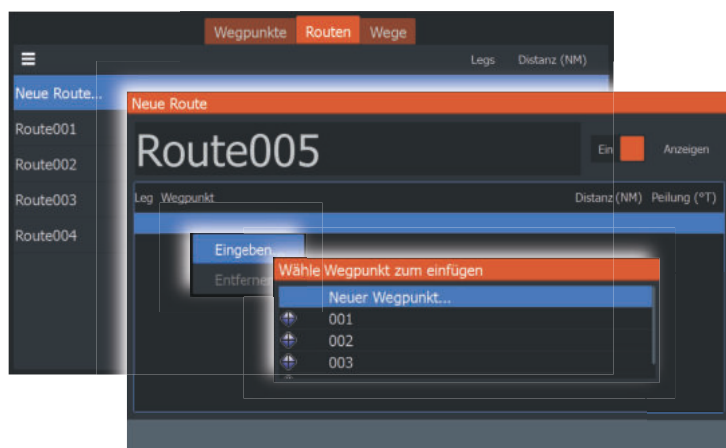 Wegpunkte Routen Wege
Legs Distanz (NM)
Neue Route...
Route001
Route002
Route003
Route004
Neue Route
Route005
Ein Anzeigen
Leg Wegpunkt Distanz (NM) Peilung (°T)
Eingeben...
Entferne
Wähle Wegpunkt zum einfügen
Neuer Wegpunkt...
001
002
003